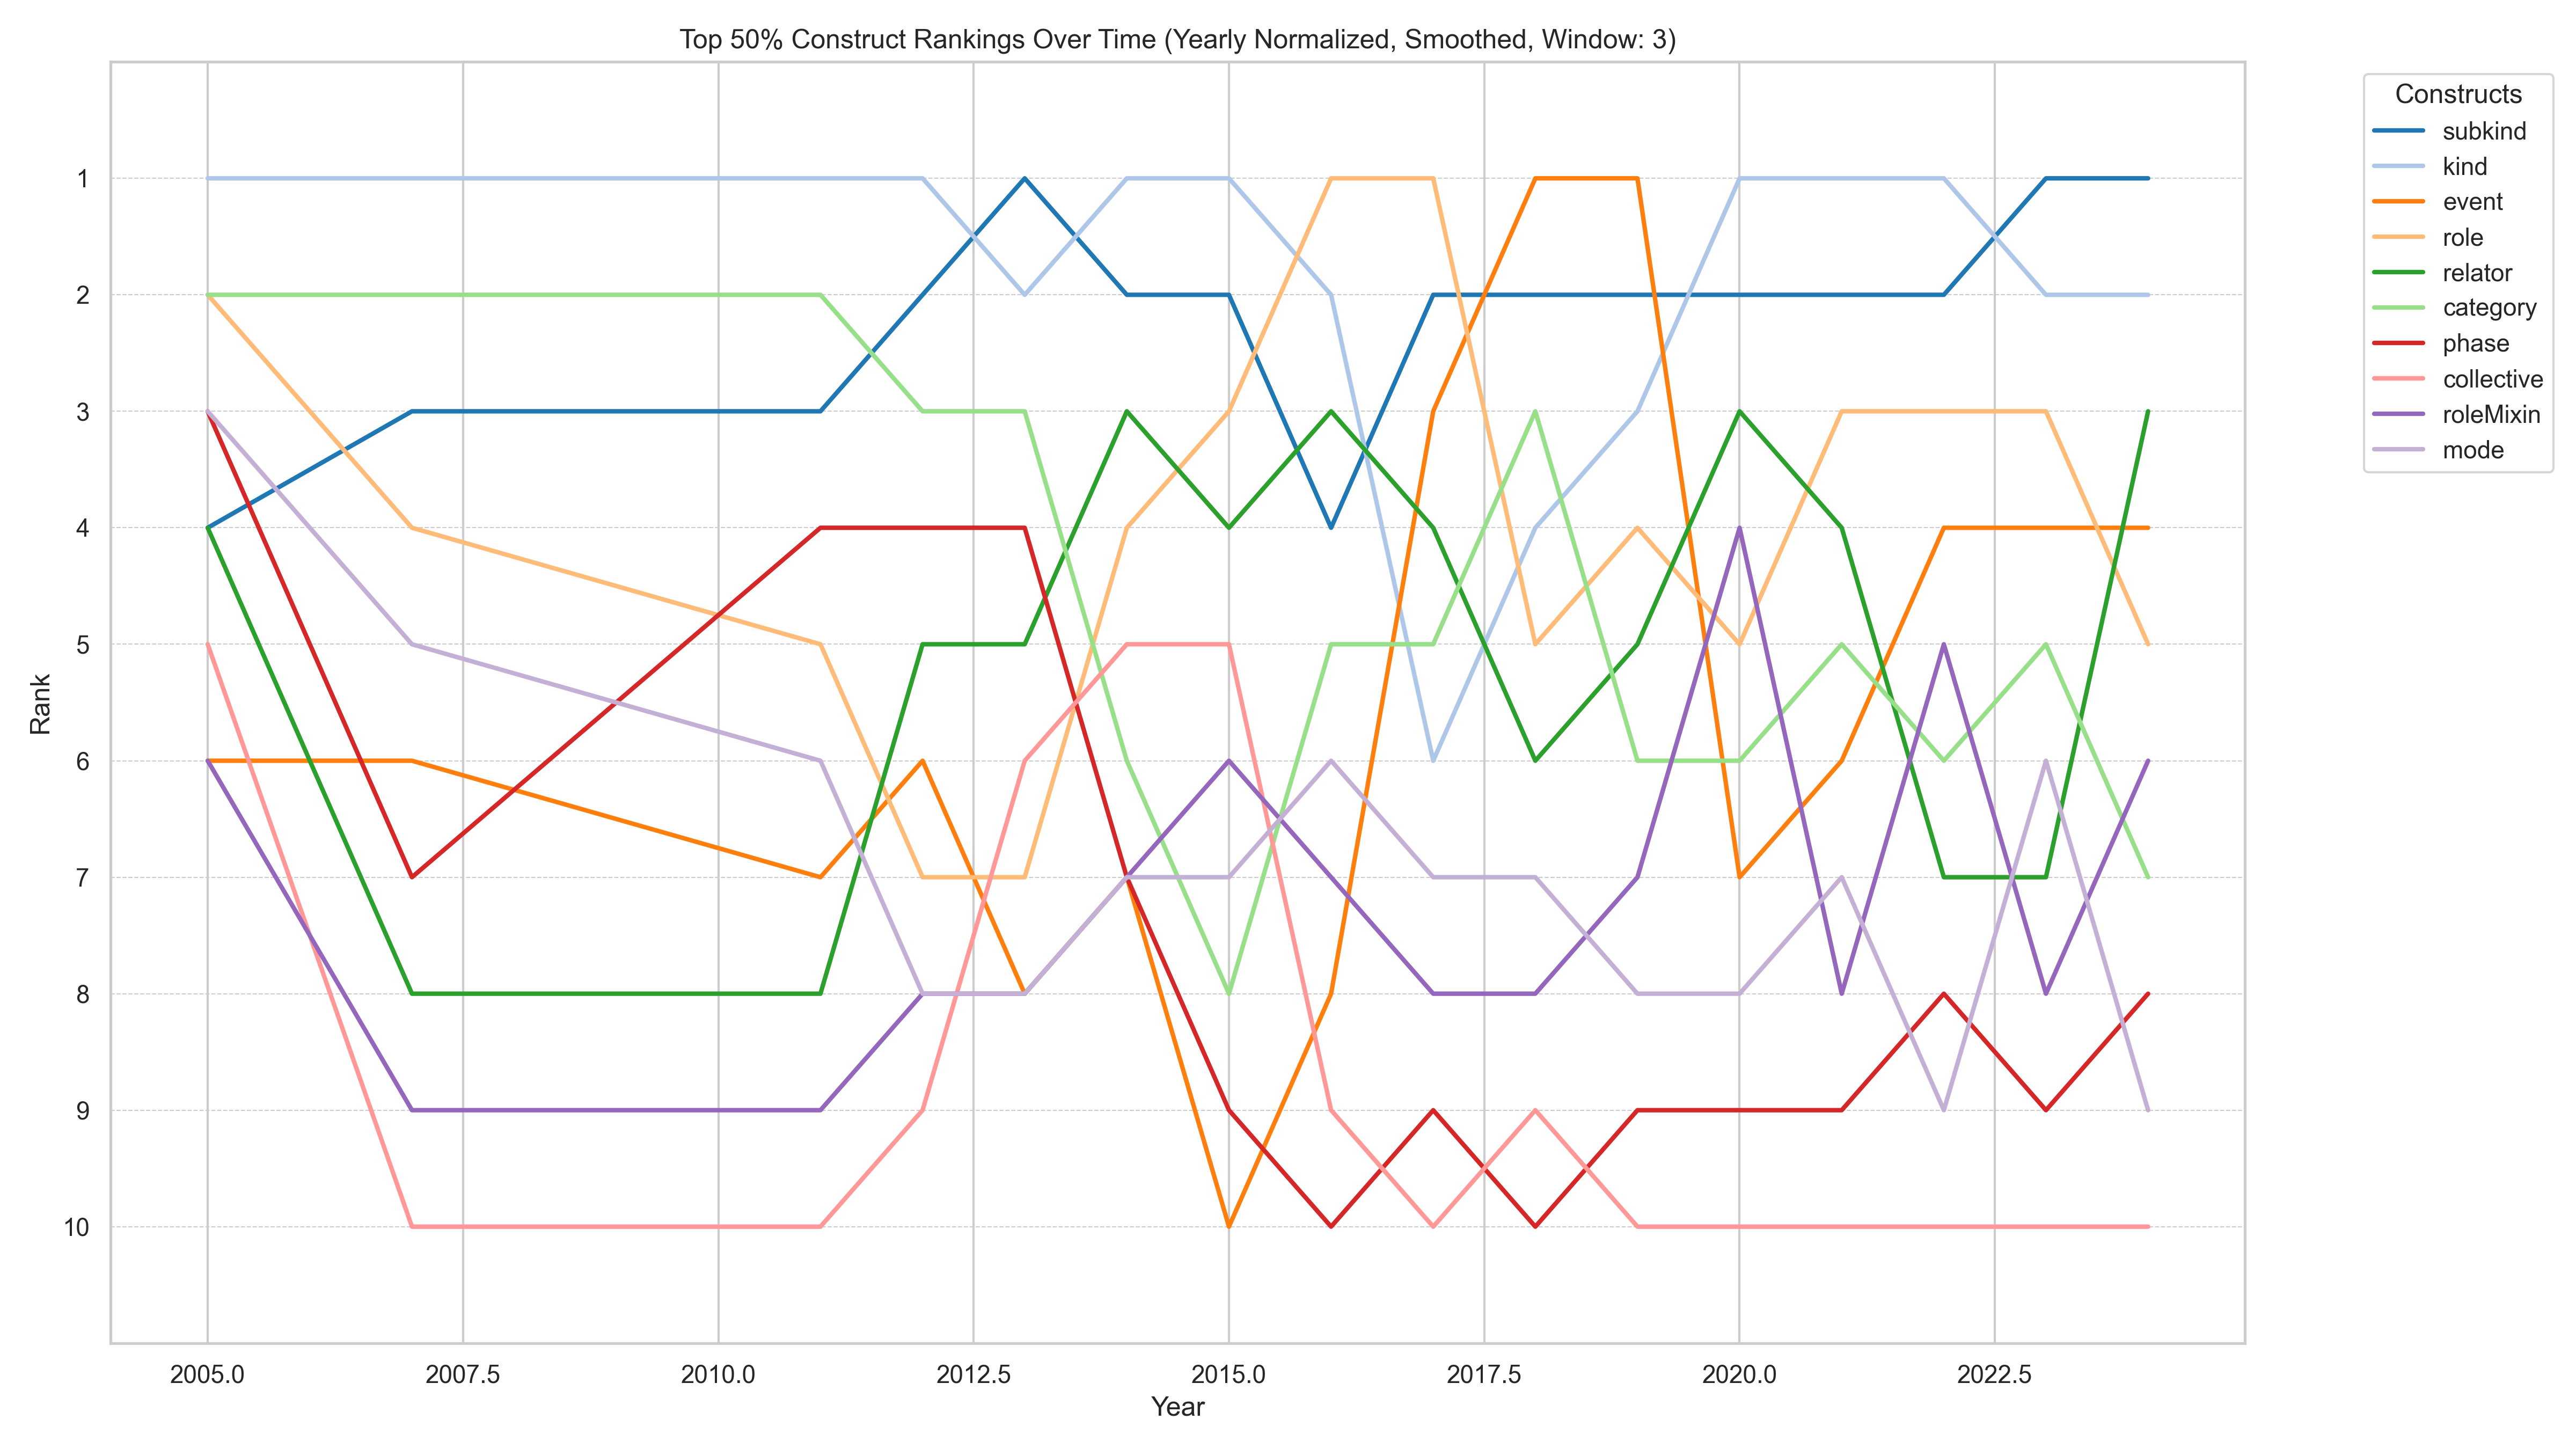 Top 50% Construct Rankings Over Time (Yearly Normalized, Smoothed, Window: 3)
Constructs
subkind
kind
event
role
relator
category
phase
collective
roleMixin
mode
Rank
1
2
3
4
5
6
7
8
9
10
2005.0 2007.5 2010.0 2012.5 2015.0 2017.5 2020.0 2022.5
Year